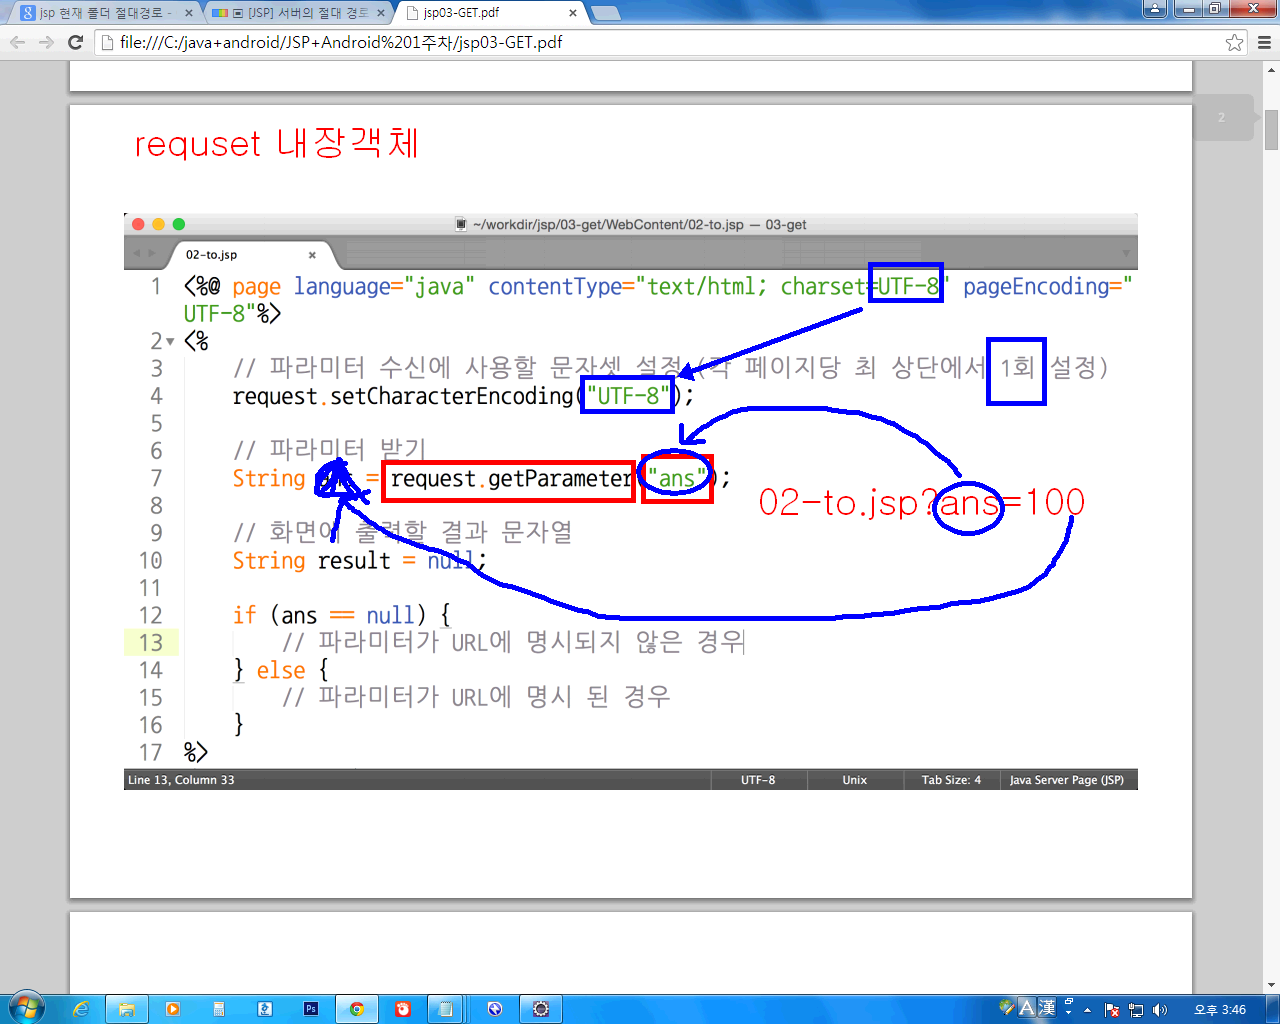 jsp 현재 폴더 절대경로 -
[JSP] 서버의 절대 경로
jsp03-GET.pdf
file:///C:/java+android/JSP+Android%201주차/jsp03-GET.pdf
2
requset 내장객체
~/workdir/jsp/03-get/WebContent/02-to.jsp — 03-get
02-to.jsp
1 <%@ page language="java" contentType="text/html; charset=UTF-8" pageEncoding="
UTF-8"%>
2 <%
3 // 파라미터 수신에 사용할 문자셋 설정 (각 페이지당 최 상단에서 1회 설정)
4 request.setCharacterEncoding("UTF-8");
5
6 // 파라미터 받기
7 String ans = request.getParameter("ans");
02-to.jsp?ans=100
8
9 // 화면에 출력할 결과 문자열
10 String result = null;
11
12 if (ans == null) {
13 // 파라미터가 URL에 명시되지 않은 경우
14 } else {
15 // 파라미터가 URL에 명시 된 경우
16 }
17 %>
Line 13, Column 33
UTF-8
Unix
Tab Size: 4
Java Server Page (JSP)
Ps
A 漢
오후 3:46